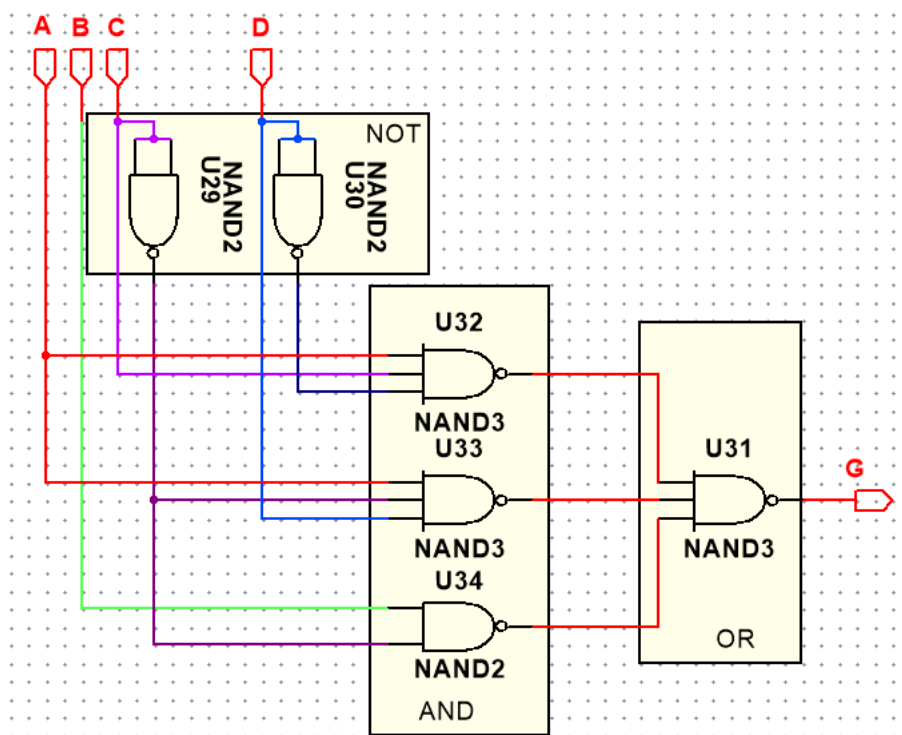 A B C D
NOT
NAND2
U29
NAND2
U30
U32
NAND3
U33
NAND3
U34
NAND2
AND
U31
NAND3
OR
G